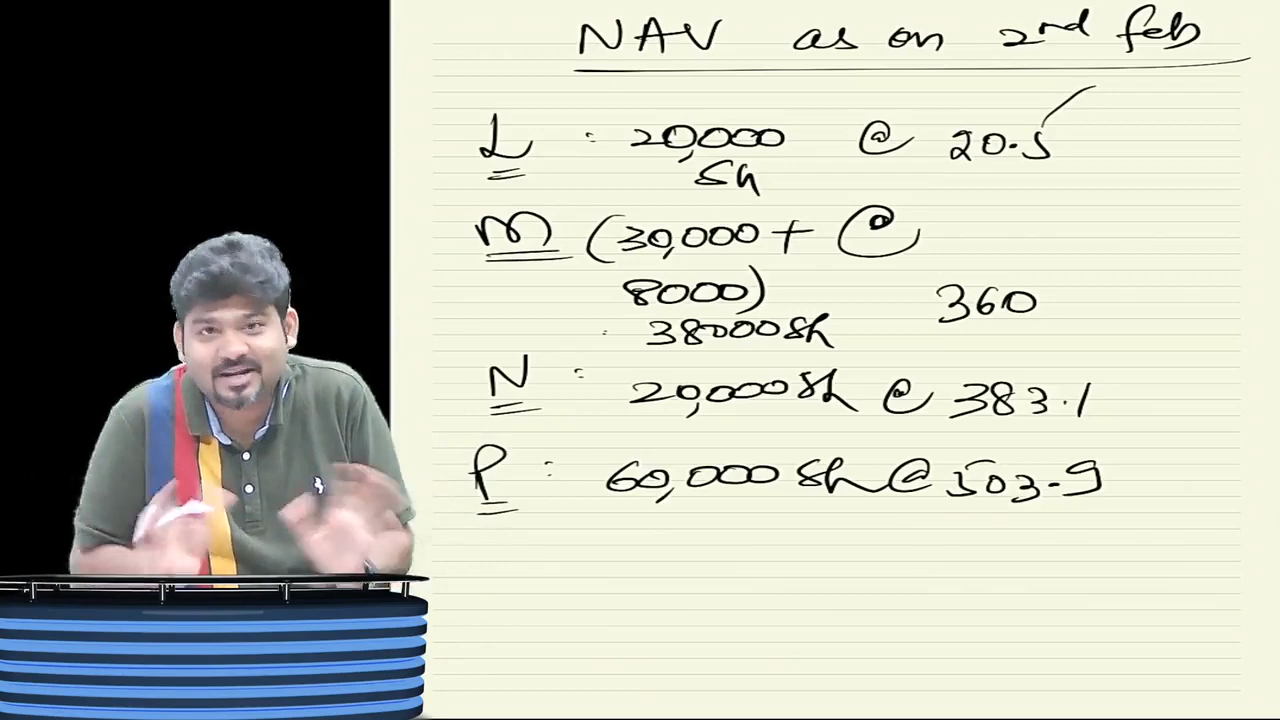 NAV as on 2nd feb
L : 20,000 @ 20.5
Sh
M (30,000 + @
8000) 360
: 38000 Sh
N : 20,000 Sh @ 383.1
P : 60,000 Sh @ 503.9